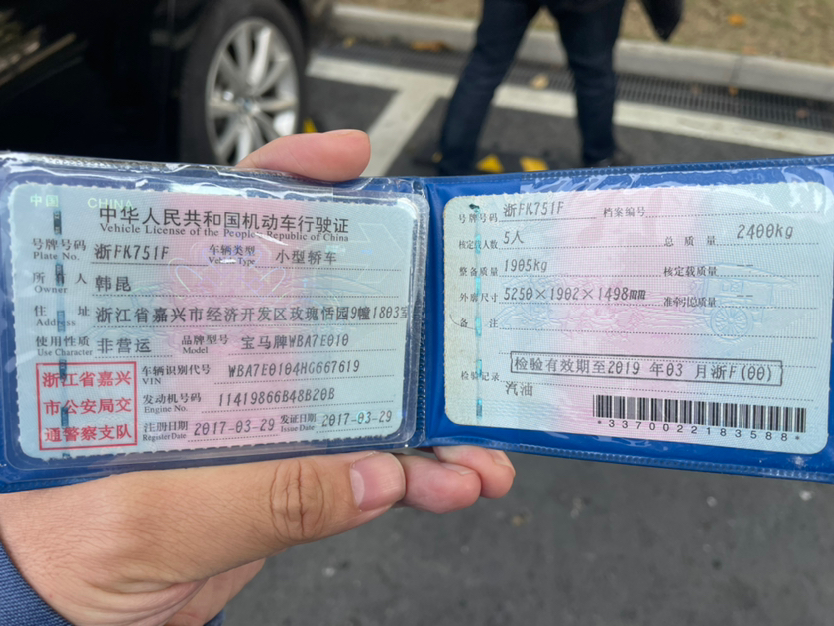 中国 CHINA
中华人民共和国机动车行驶证
Vehicle License of the People's Republic of China
号牌号码 Plate No. 浙FK751F 车辆类型 Vehicle Type 小型轿车
所有人 Owner 韩昆
住址 Address 浙江省嘉兴市经济开发区玫瑰恬园9幢1803室
使用性质 Use Character 非营运 品牌型号 Model 宝马牌WBA7E010
浙江省嘉兴
市公安局交
通警察支队
车辆识别代号 VIN WBA7E0104HG667619
发动机号码 Engine No. 11419866B48B20B
注册日期 Register Date 2017-03-29 发证日期 Issue Date 2017-03-29
号牌号码 浙FK751F 档案编号
核定载人数 5人 总质量 2400kg
整备质量 1905kg 核定载质量 --
外廓尺寸 5250×1902×1498mm 准牵引总质量 --
备注
检验记录 检验有效期至2019年03月浙F(00)
汽油
*3370022183588*